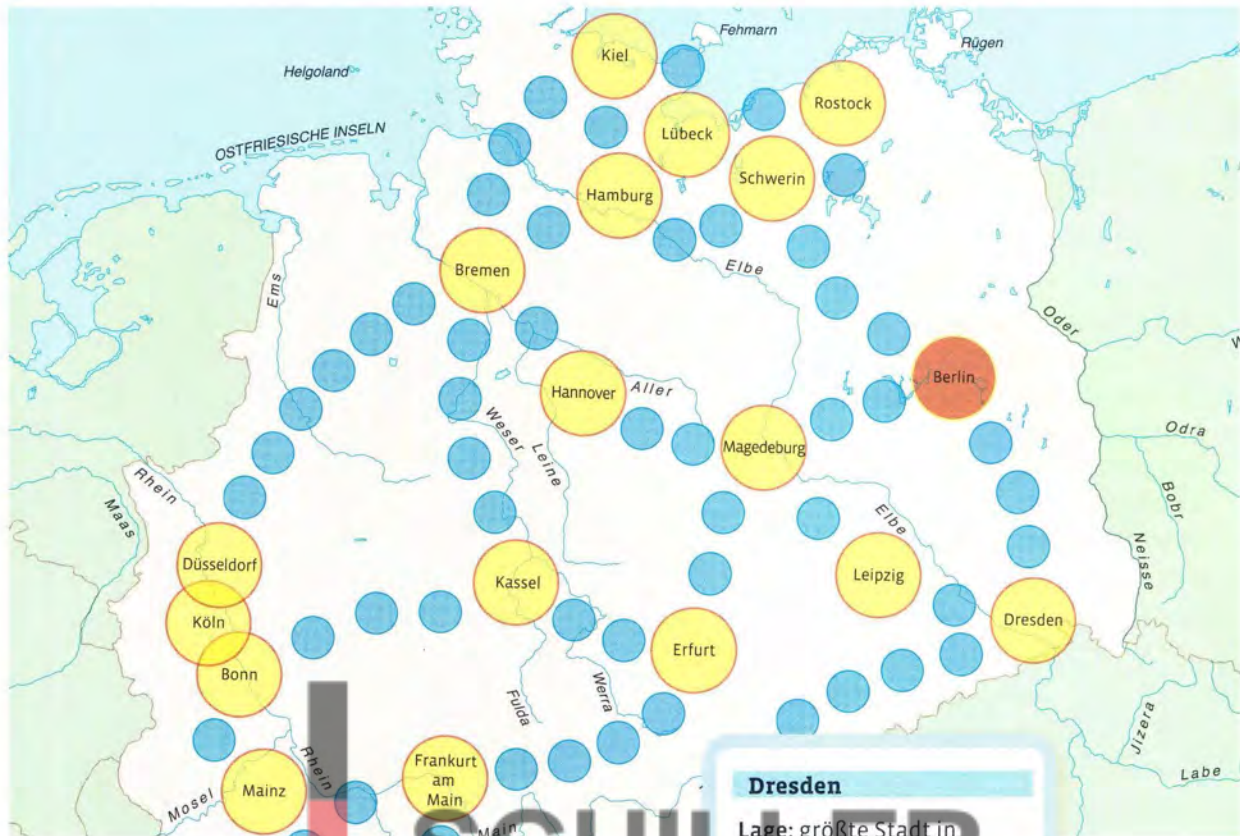 Kiel
Fehmarn
Rügen
Helgoland
Rostock
Lübeck
OSTFRIESISCHE INSELN
Schwerin
Hamburg
Bremen
Elbe
Ems
Oder
Berlin
Hannover
Aller
Weser
Leine
Magedeburg
Odra
Rhein
Maas
Bobr
Elbe
Neisse
Düsseldorf
Kassel
Leipzig
Köln
Dresden
Erfurt
Bonn
Werra
Fulda
Jizera
Rhein
Frankurt
am
Main
Labe
Mainz
Mosel
Main
Dresden
Lage: größte Stadt in
SCHILLER